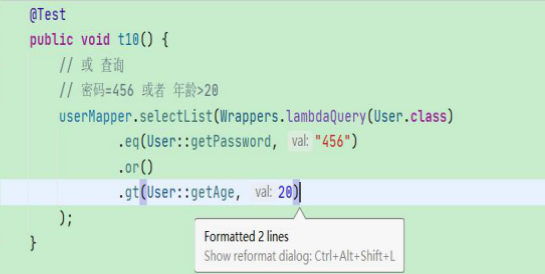 @Test
public void t10() {
// 或 查询
// 密码=456 或者 年龄>20
userMapper.selectList(Wrappers.lambdaQuery(User.class)
.eq(User::getPassword, val: "456")
.or()
.gt(User::getAge, val: 20)
);
}
Formatted 2 lines
Show reformat dialog: Ctrl+Alt+Shift+L